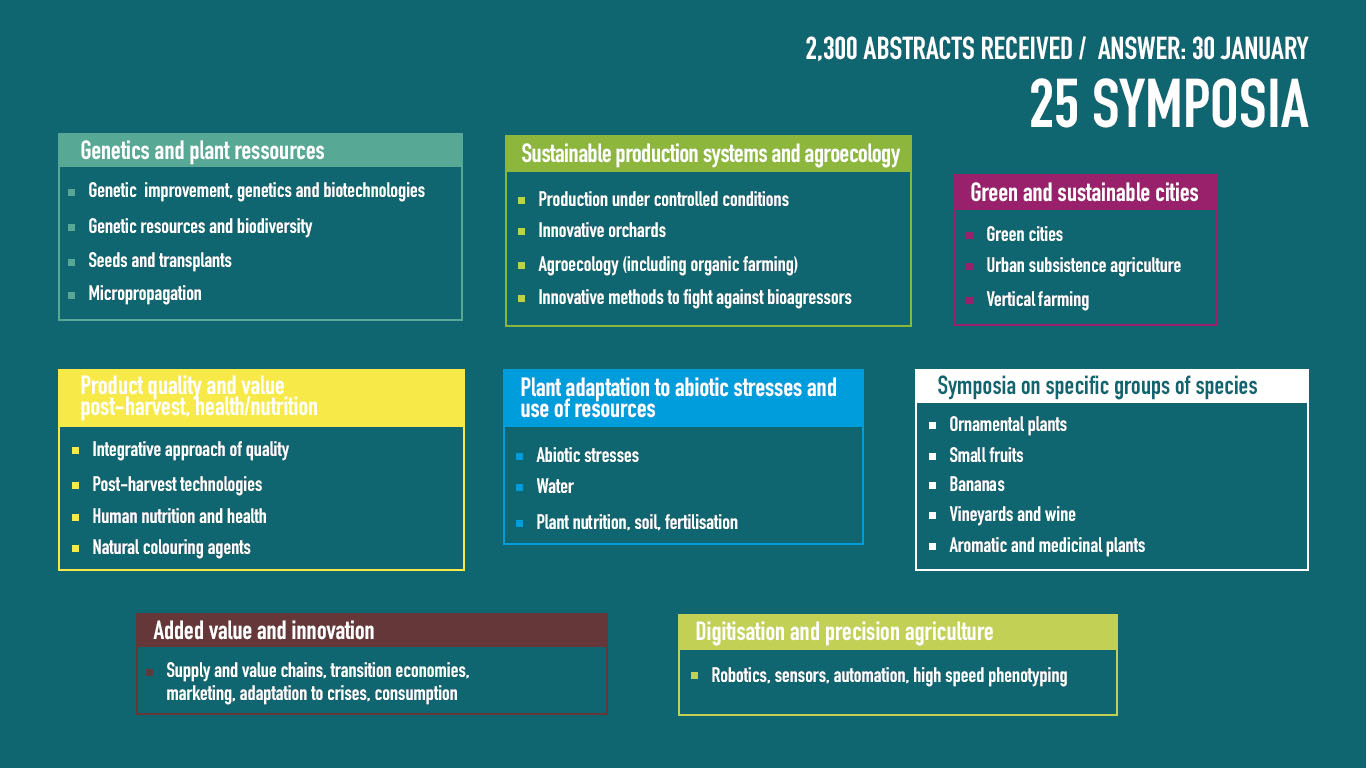 2,300 ABSTRACTS RECEIVED / ANSWER: 30 JANUARY
25 SYMPOSIA
Genetics and plant ressources
Genetic improvement, genetics and biotechnologies
Genetic resources and biodiversity
Seeds and transplants
Micropropagation
Sustainable production systems and agroecology
Production under controlled conditions
Innovative orchards
Agroecology (including organic farming)
Innovative methods to fight against bioagressors
Green and sustainable cities
Green cities
Urban subsistence agriculture
Vertical farming
Product quality and value
post-harvest, health/nutrition
Integrative approach of quality
Post-harvest technologies
Human nutrition and health
Natural colouring agents
Plant adaptation to abiotic stresses and
use of resources
Abiotic stresses
Water
Plant nutrition, soil, fertilisation
Symposia on specific groups of species
Ornamental plants
Small fruits
Bananas
Vineyards and wine
Aromatic and medicinal plants
Added value and innovation
Supply and value chains, transition economies,
marketing, adaptation to crises, consumption
Digitisation and precision agriculture
Robotics, sensors, automation, high speed phenotyping